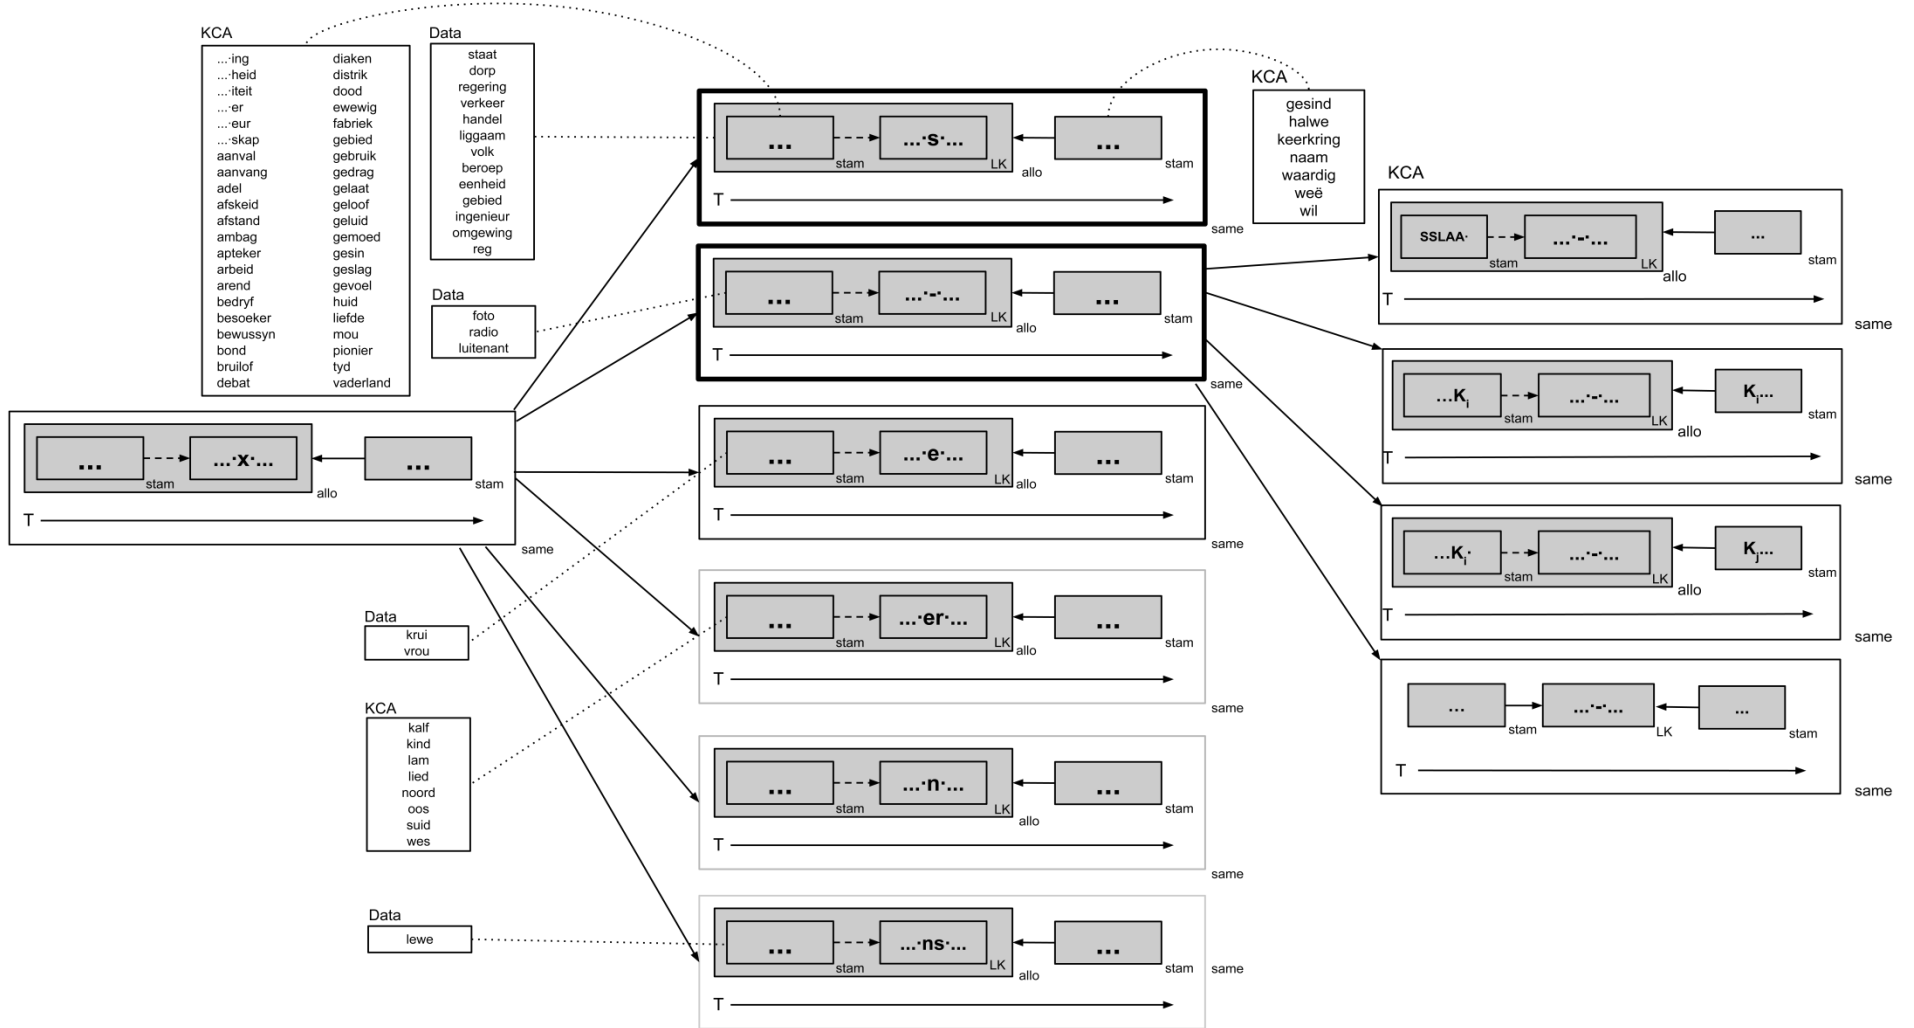 KCA
...·ing
...·heid
...·iteit
...·er
...·eur
...·skap
aanval
aanvang
adel
afskeid
afstand
ambag
apteker
arbeid
arend
bedryf
besoeker
bewussyn
bond
bruilof
debat
diaken
distrik
dood
ewewig
fabriek
gebied
gebruik
gedrag
gelaat
geloof
geluid
gemoed
gesin
geslag
gevoel
huid
liefde
mou
pionier
tyd
vaderland
Data
staat
dorp
regering
verkeer
handel
liggaam
volk
beroep
eenheid
gebied
ingenieur
omgewing
reg
Data
foto
radio
luitenant
... stam ...·x·... allo ... stam
T
same
Data
krui
vrou
KCA
kalf
kind
lam
lied
noord
oos
suid
wes
Data
lewe
... stam ...·s·... LK allo ... stam
T
same
... stam ...·-·... LK allo ... stam
T
same
... stam ...·e·... LK allo ... stam
T
same
... stam ...·er·... LK allo ... stam
T
same
... stam ...·n·... LK allo ... stam
T
same
... stam ...·ns·... LK allo ... stam
T
same
KCA
gesind
halwe
keerkring
naam
waardig
weë
wil
KCA
SSLAA· stam ...·-·... LK allo ... stam
T
same
...Ki stam ...·-·... LK allo Ki... stam
T
same
...Ki· stam ...·-·... LK allo Kj... stam
T
same
... stam ...·-·... LK ... stam
T
same